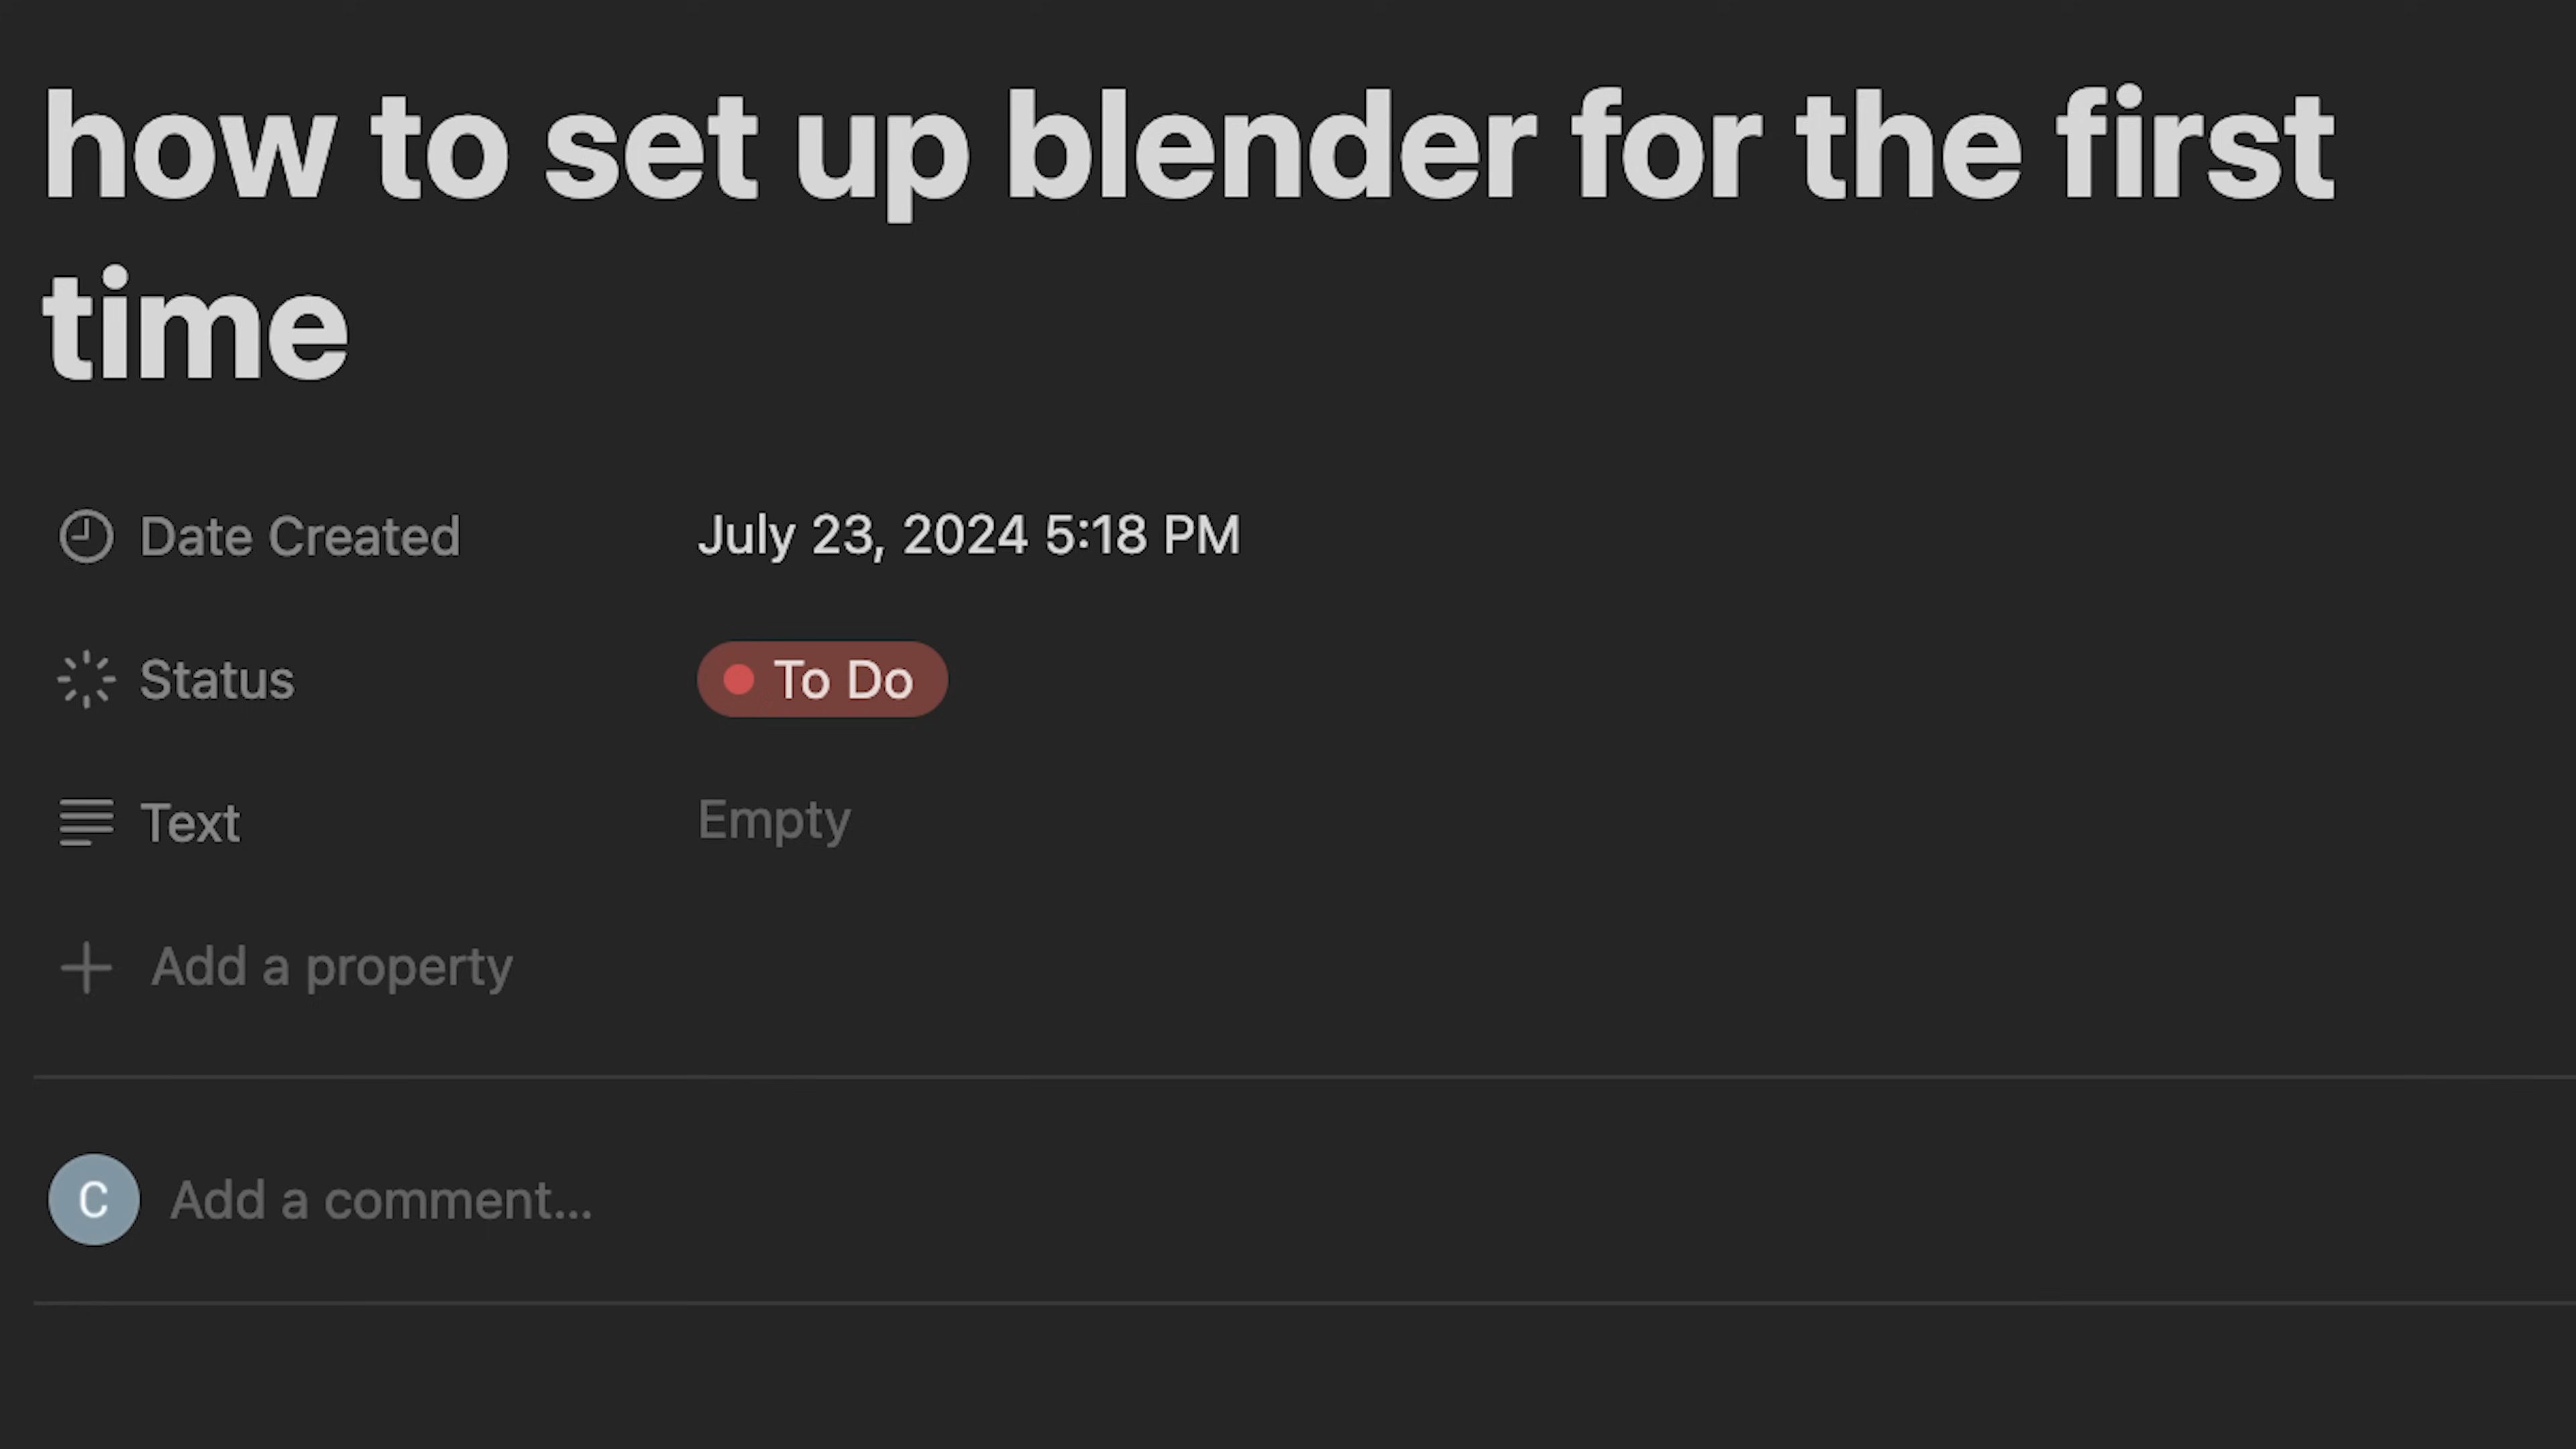 how to set up blender for the first
time
Date Created July 23, 2024 5:18 PM
Status To Do
Text Empty
Add a property
C Add a comment...